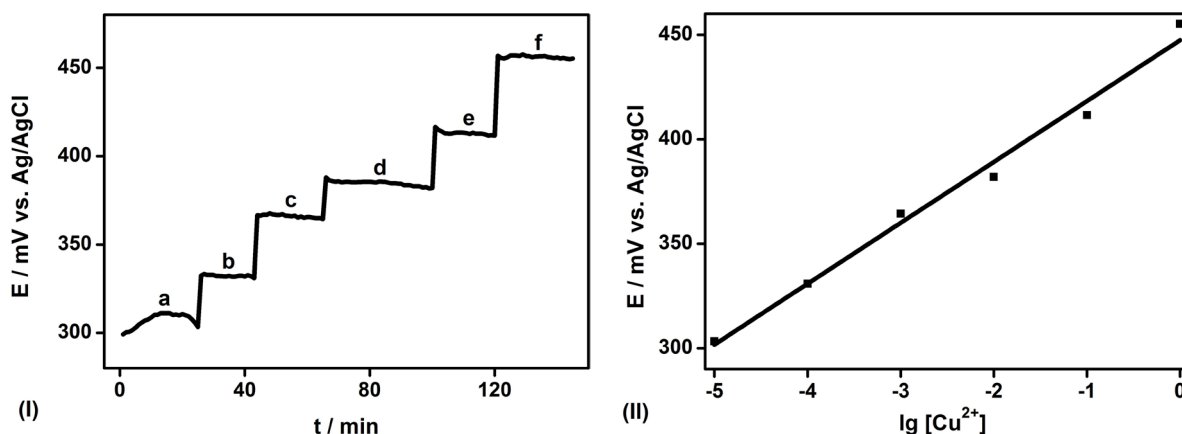 E / mV vs. Ag/AgCl
450
400
350
300
a
b
c
d
e
f
0
40
80
120
t / min
(I)
E / mV vs. Ag/AgCl
450
400
350
300
-5
-4
-3
-2
-1
0
lg [Cu²⁺]
(II)